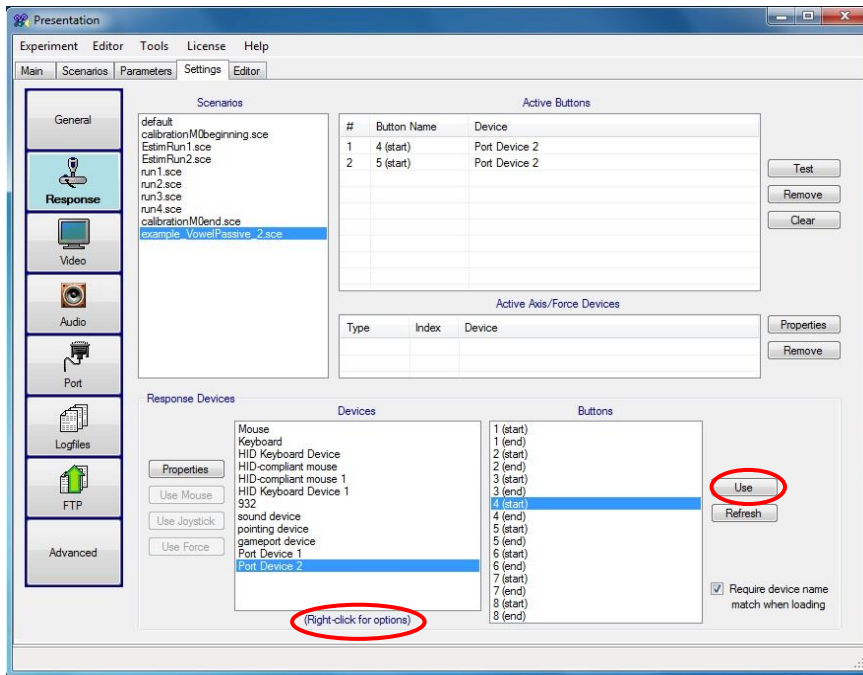 Presentation
Experiment Editor Tools License Help
Main Scenarios Parameters Settings Editor
General
Response
Video
Audio
Port
Logfiles
FTP
Advanced
Scenarios
default
calibrationM0beginning.sce
EstimRun1.sce
EstimRun2.sce
run1.sce
run2.sce
run3.sce
run4.sce
calibrationM0end.sce
example_VowelPassive_2.sce
Active Buttons
# Button Name Device
1 4 (start) Port Device 2
2 5 (start) Port Device 2
Test
Remove
Clear
Active Axis/Force Devices
Type Index Device
Properties
Remove
Response Devices
Properties
Use Mouse
Use Joystick
Use Force
Devices
Mouse
Keyboard
HID Keyboard Device
HID-compliant mouse
HID-compliant mouse 1
HID Keyboard Device 1
932
sound device
pointing device
gameport device
Port Device 1
Port Device 2
(Right-click for options)
Buttons
1 (start)
1 (end)
2 (start)
2 (end)
3 (start)
3 (end)
4 (start)
4 (end)
5 (start)
5 (end)
6 (start)
6 (end)
7 (start)
7 (end)
8 (start)
8 (end)
Use
Refresh
Require device name
match when loading